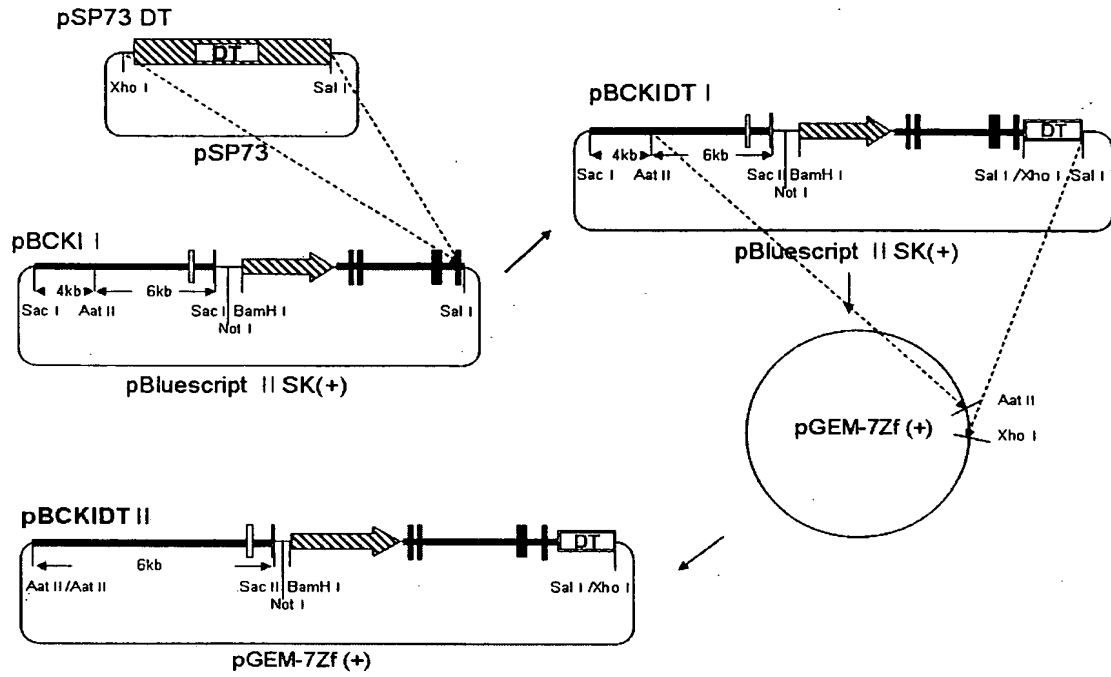 pSP73 DT
DT
Xho I
Sal I
pSP73
pBCKI I
4kb
6kb
Sac I
Aat II
Sac I
BamH I
Not I
Sal I
pBluescript II SK(+)
pBCKIDT I
DT
4kb
6kb
Sac I
Aat II
Sac II
BamH I
Not I
Sal I /Xho I
Sal I
pBluescript II SK(+)
pGEM-7Zf (+)
Aat II
Xho I
pBCKIDT II
DT
6kb
Aat II /Aat II
Sac II
BamH I
Not I
Sal I /Xho I
pGEM-7Zf (+)